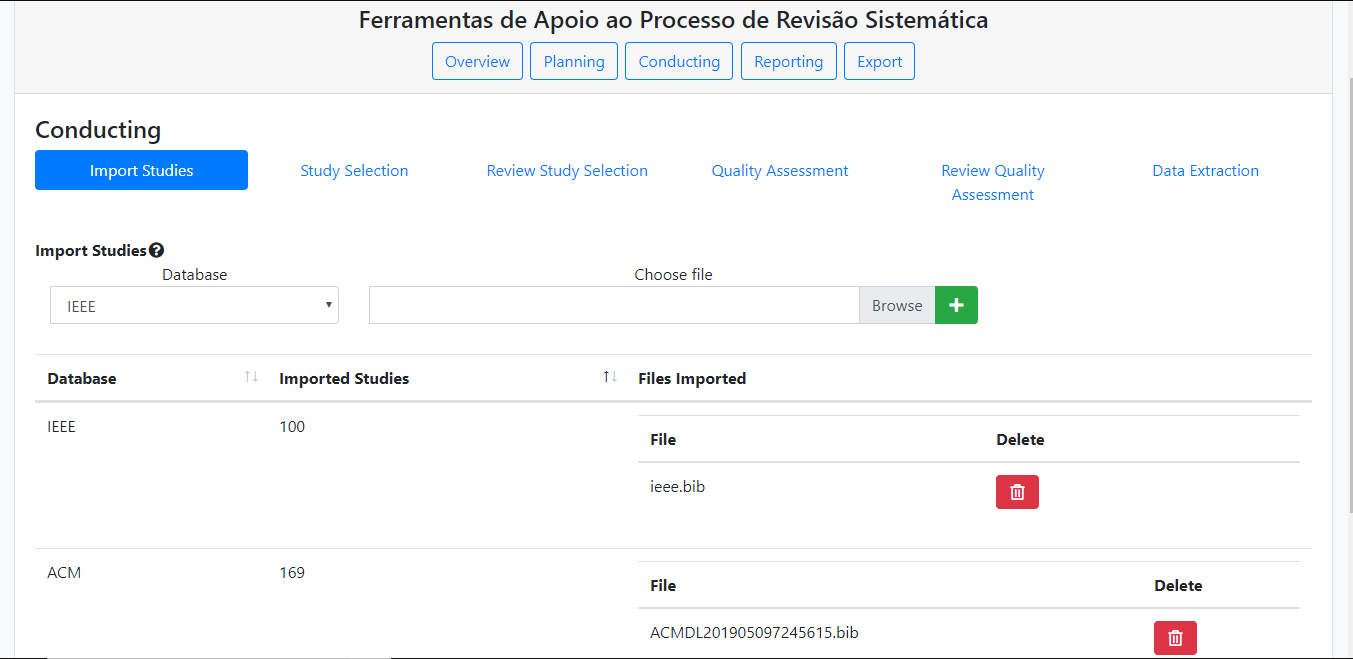 Ferramentas de Apoio ao Processo de Revisão Sistemática
Overview Planning Conducting Reporting Export
Conducting
Import Studies Study Selection Review Study Selection Quality Assessment Review Quality Assessment Data Extraction
Import Studies
Database Choose file
IEEE Browse
Database Imported Studies Files Imported
IEEE 100
File Delete
ieee.bib
ACM 169
File Delete
ACMDL201905097245615.bib